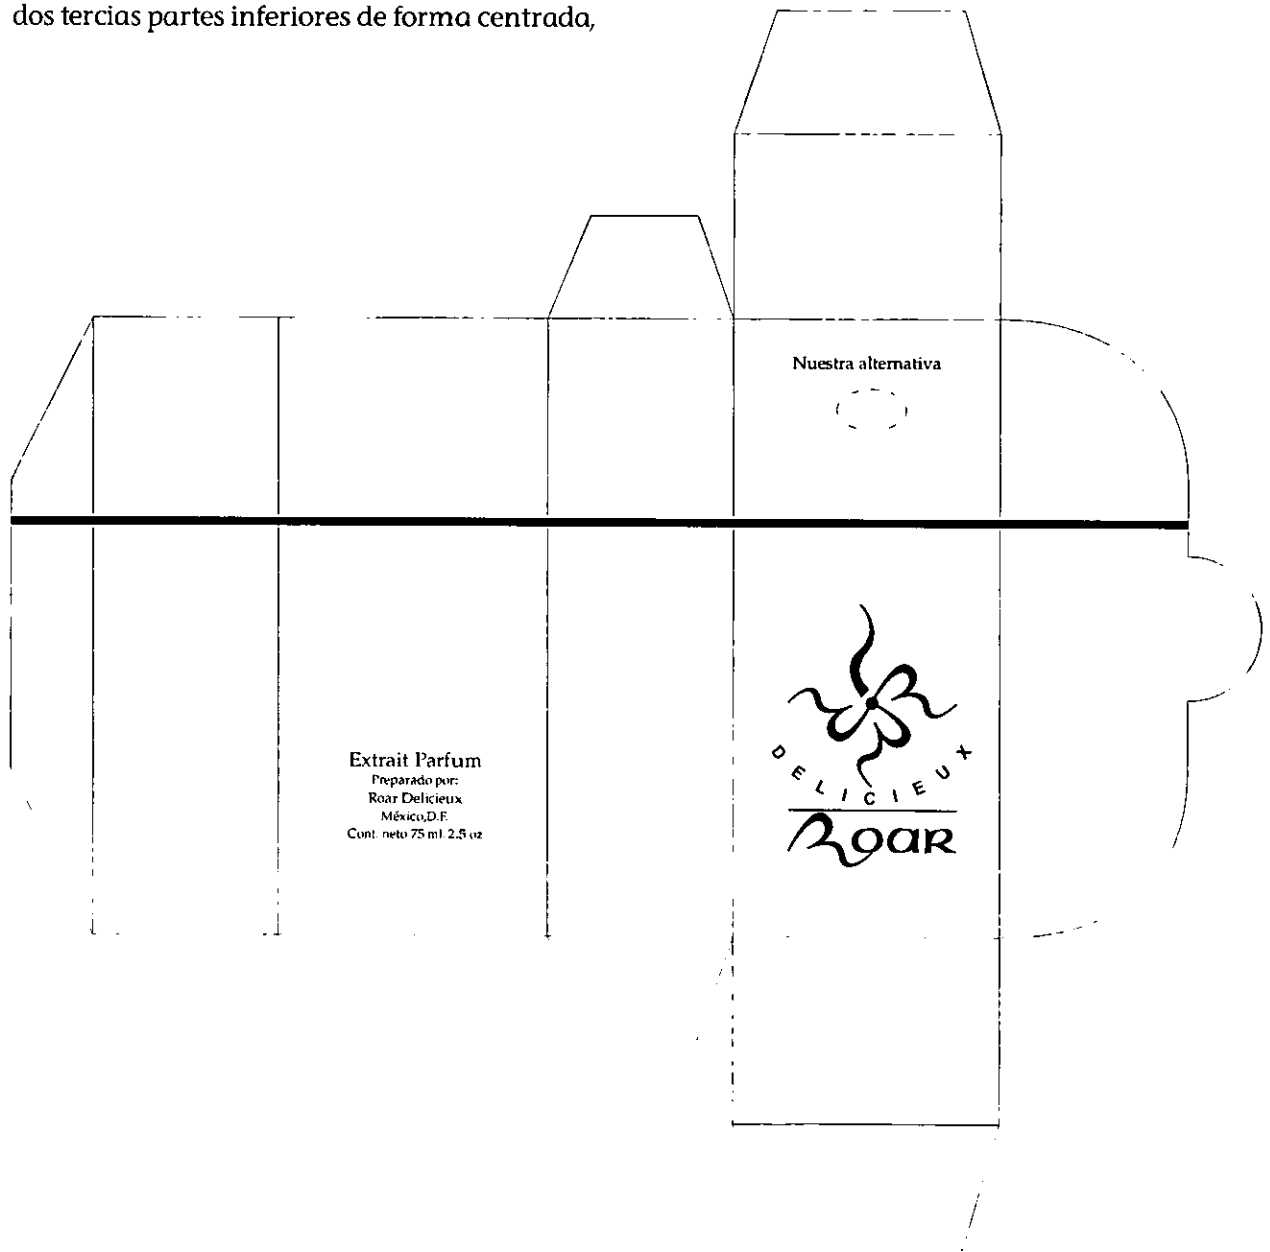 dos tercias partes inferiores de forma centrada,
Nuestra alternativa
Extrait Parfum
Preparado por:
Roar Delicieux
México,D.F.
Cont. neto 75 ml. 2.5 oz
DELICIEUX
ROAR